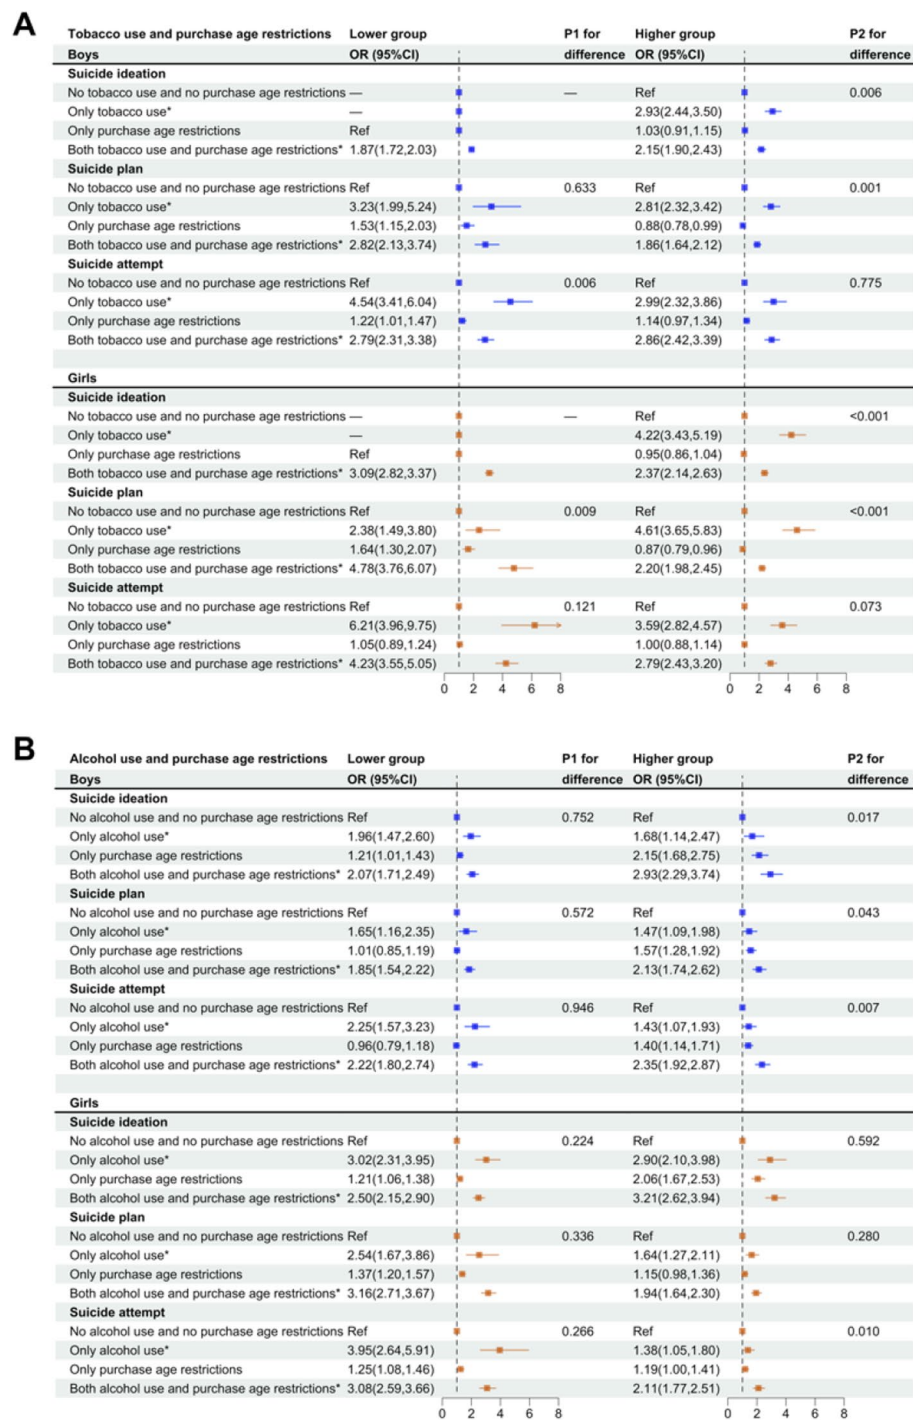 A
Tobacco use and purchase age restrictions Lower group P1 for Higher group P2 for
Boys OR (95%CI) difference OR (95%CI) difference
Suicide ideation
No tobacco use and no purchase age restrictions — — Ref 0.006
Only tobacco use* — 2.93(2.44,3.50)
Only purchase age restrictions Ref 1.03(0.91,1.15)
Both tobacco use and purchase age restrictions* 1.87(1.72,2.03) 2.15(1.90,2.43)
Suicide plan
No tobacco use and no purchase age restrictions Ref 0.633 Ref 0.001
Only tobacco use* 3.23(1.99,5.24) 2.81(2.32,3.42)
Only purchase age restrictions 1.53(1.15,2.03) 0.88(0.78,0.99)
Both tobacco use and purchase age restrictions* 2.82(2.13,3.74) 1.86(1.64,2.12)
Suicide attempt
No tobacco use and no purchase age restrictions Ref 0.006 Ref 0.775
Only tobacco use* 4.54(3.41,6.04) 2.99(2.32,3.86)
Only purchase age restrictions 1.22(1.01,1.47) 1.14(0.97,1.34)
Both tobacco use and purchase age restrictions* 2.79(2.31,3.38) 2.86(2.42,3.39)
Girls
Suicide ideation
No tobacco use and no purchase age restrictions — — Ref <0.001
Only tobacco use* — 4.22(3.43,5.19)
Only purchase age restrictions Ref 0.95(0.86,1.04)
Both tobacco use and purchase age restrictions* 3.09(2.82,3.37) 2.37(2.14,2.63)
Suicide plan
No tobacco use and no purchase age restrictions Ref 0.009 Ref <0.001
Only tobacco use* 2.38(1.49,3.80) 4.61(3.65,5.83)
Only purchase age restrictions 1.64(1.30,2.07) 0.87(0.79,0.96)
Both tobacco use and purchase age restrictions* 4.78(3.76,6.07) 2.20(1.98,2.45)
Suicide attempt
No tobacco use and no purchase age restrictions Ref 0.121 Ref 0.073
Only tobacco use* 6.21(3.96,9.75) 3.59(2.82,4.57)
Only purchase age restrictions 1.05(0.89,1.24) 1.00(0.88,1.14)
Both tobacco use and purchase age restrictions* 4.23(3.55,5.05) 2.79(2.43,3.20)
0 2 4 6 8 0 2 4 6 8
B
Alcohol use and purchase age restrictions Lower group P1 for Higher group P2 for
Boys OR (95%CI) difference OR (95%CI) difference
Suicide ideation
No alcohol use and no purchase age restrictions Ref 0.752 Ref 0.017
Only alcohol use* 1.96(1.47,2.60) 1.68(1.14,2.47)
Only purchase age restrictions 1.21(1.01,1.43) 2.15(1.68,2.75)
Both alcohol use and purchase age restrictions* 2.07(1.71,2.49) 2.93(2.29,3.74)
Suicide plan
No alcohol use and no purchase age restrictions Ref 0.572 Ref 0.043
Only alcohol use* 1.65(1.16,2.35) 1.47(1.09,1.98)
Only purchase age restrictions 1.01(0.85,1.19) 1.57(1.28,1.92)
Both alcohol use and purchase age restrictions* 1.85(1.54,2.22) 2.13(1.74,2.62)
Suicide attempt
No alcohol use and no purchase age restrictions Ref 0.946 Ref 0.007
Only alcohol use* 2.25(1.57,3.23) 1.43(1.07,1.93)
Only purchase age restrictions 0.96(0.79,1.18) 1.40(1.14,1.71)
Both alcohol use and purchase age restrictions* 2.22(1.80,2.74) 2.35(1.92,2.87)
Girls
Suicide ideation
No alcohol use and no purchase age restrictions Ref 0.224 Ref 0.592
Only alcohol use* 3.02(2.31,3.95) 2.90(2.10,3.98)
Only purchase age restrictions 1.21(1.06,1.38) 2.06(1.67,2.53)
Both alcohol use and purchase age restrictions* 2.50(2.15,2.90) 3.21(2.62,3.94)
Suicide plan
No alcohol use and no purchase age restrictions Ref 0.336 Ref 0.280
Only alcohol use* 2.54(1.67,3.86) 1.64(1.27,2.11)
Only purchase age restrictions 1.37(1.20,1.57) 1.15(0.98,1.36)
Both alcohol use and purchase age restrictions* 3.16(2.71,3.67) 1.94(1.64,2.30)
Suicide attempt
No alcohol use and no purchase age restrictions Ref 0.266 Ref 0.010
Only alcohol use* 3.95(2.64,5.91) 1.38(1.05,1.80)
Only purchase age restrictions 1.25(1.08,1.46) 1.19(1.00,1.41)
Both alcohol use and purchase age restrictions* 3.08(2.59,3.66) 2.11(1.77,2.51)
0 2 4 6 8 0 2 4 6 8